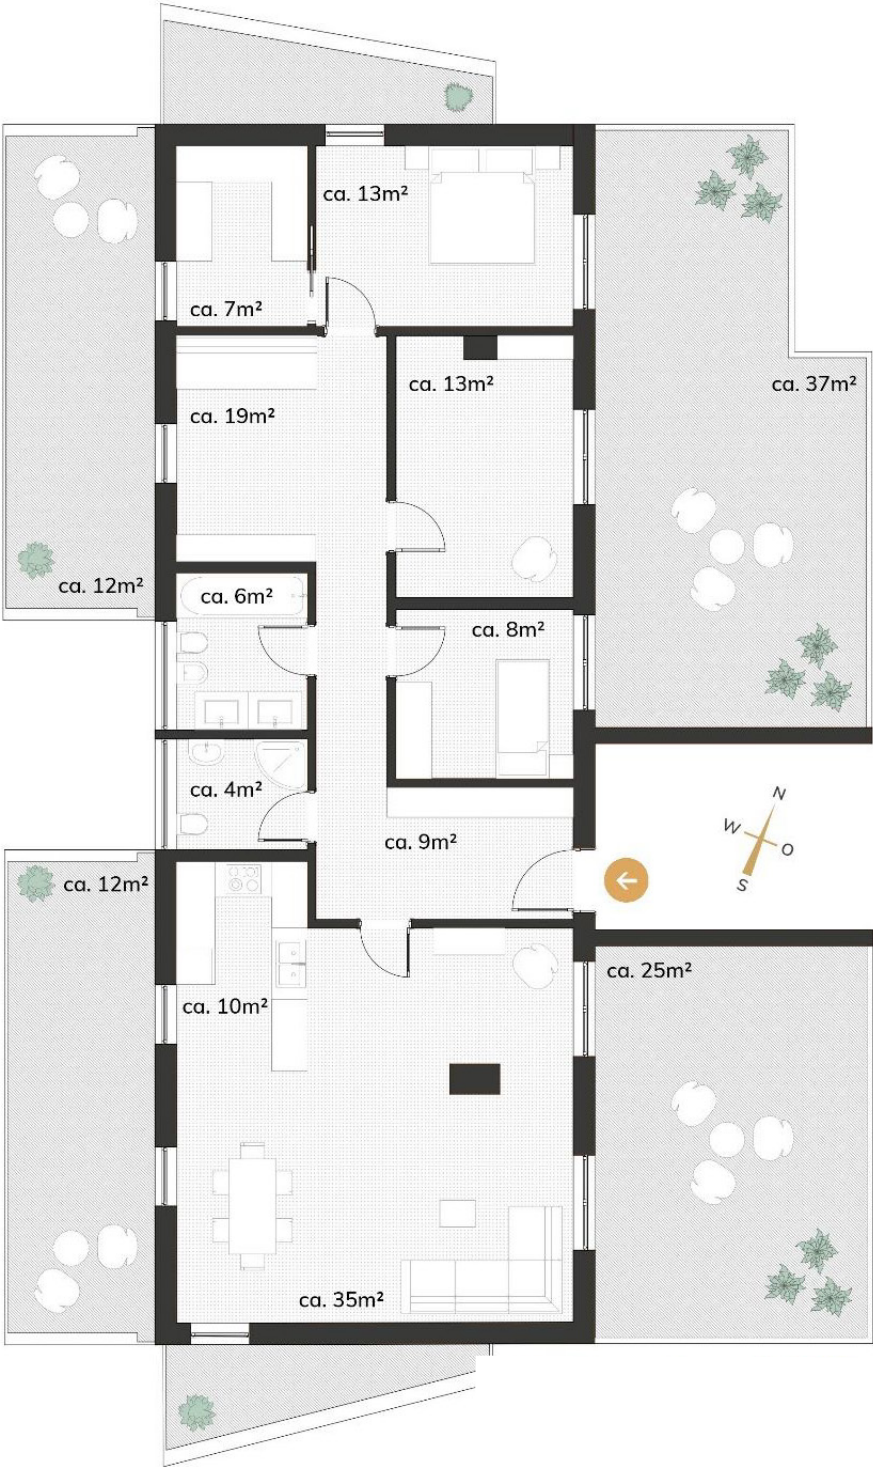 ca. 13m²
ca. 7m²
ca. 13m²
ca. 37m²
ca. 19m²
ca. 12m²
ca. 6m²
ca. 8m²
ca. 4m²
ca. 9m²
N
W
O
S
ca. 12m²
ca. 25m²
ca. 10m²
ca. 35m²